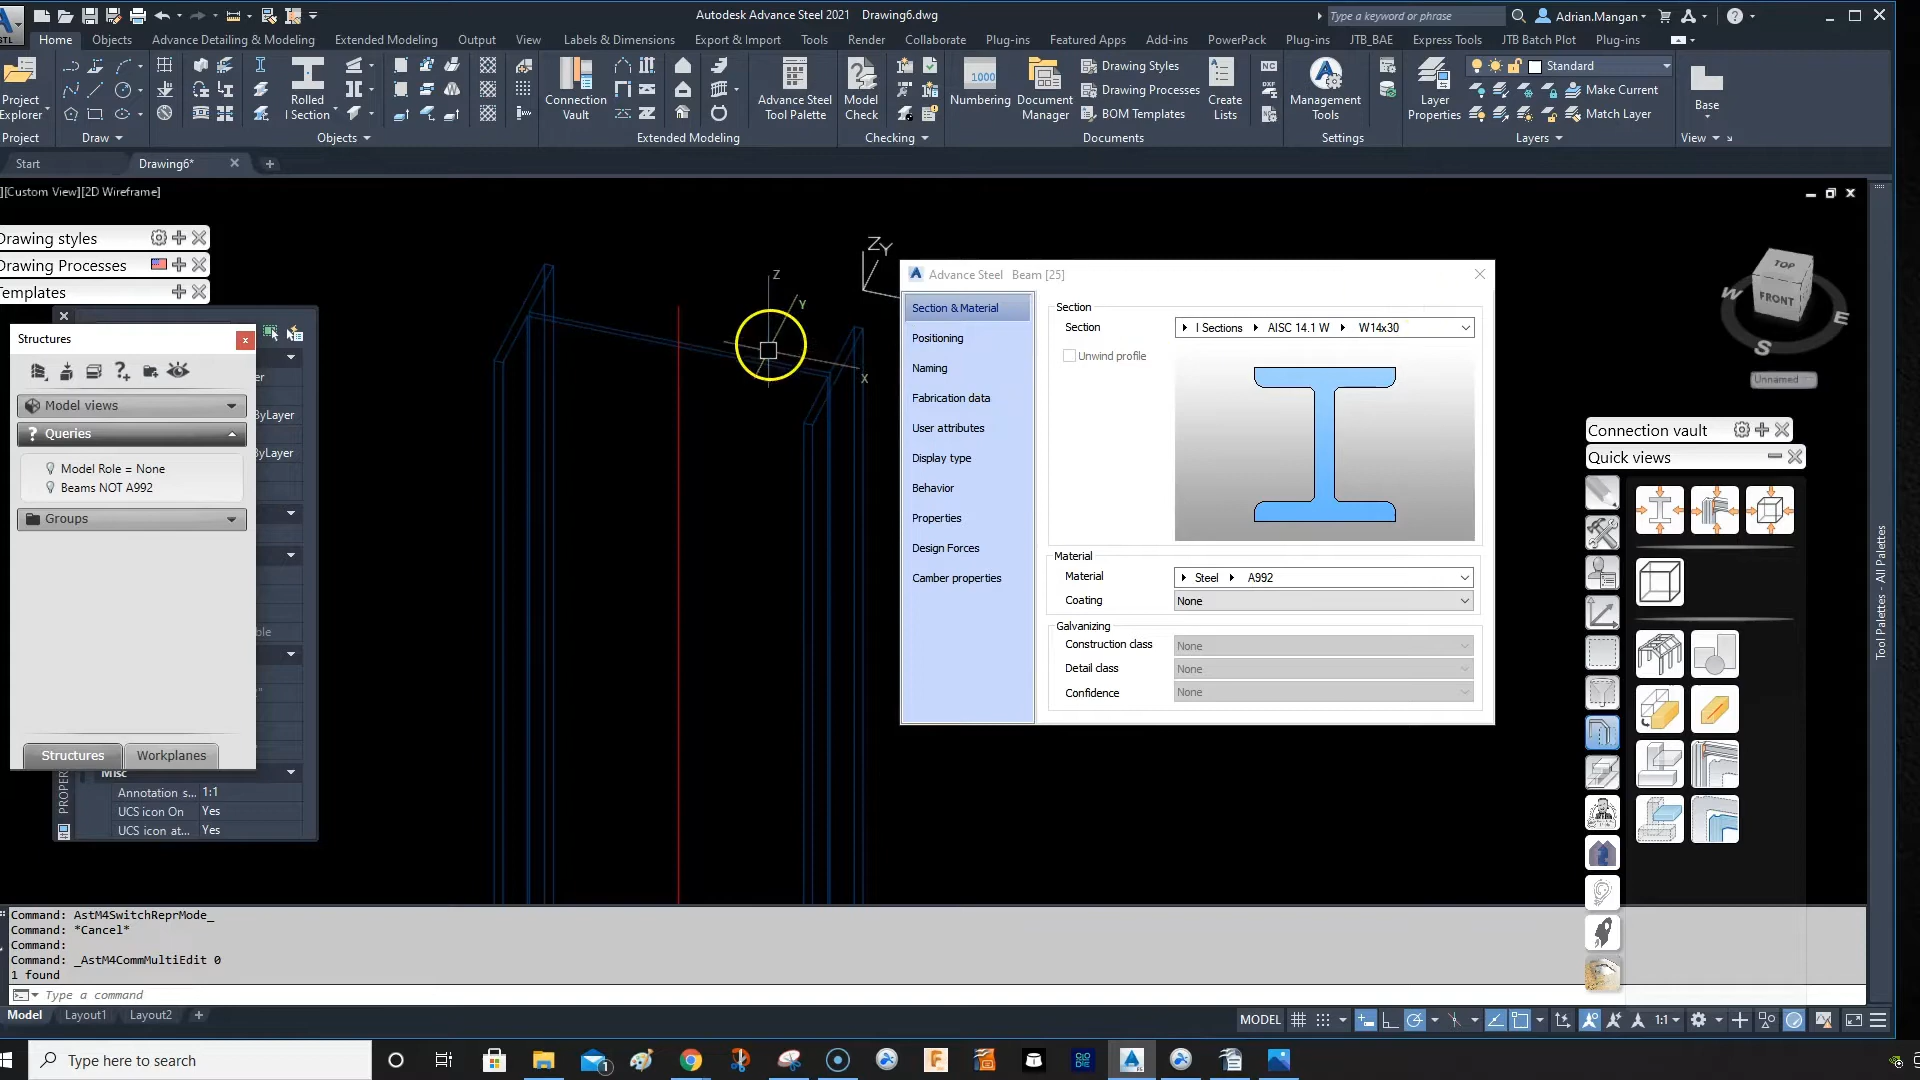 Autodesk Advance Steel 2021 Drawing6.dwg
Type a keyword or phrase
Adrian.Mangan
STL
Home Objects Advance Detailing & Modeling Extended Modeling Output View Labels & Dimensions Export & Import Tools Render Collaborate Plug-ins Featured Apps Add-ins PowerPack Plug-ins JTB_BAE Express Tools JTB Batch Plot Plug-ins
Project Explorer
Rolled I Section
Connection Vault
Advance Steel Tool Palette
Model Check
1000
Numbering
Document Manager
Drawing Styles
Drawing Processes
BOM Templates
Create Lists
NC
DXF
Management Tools
Layer Properties
Standard
Make Current
Match Layer
Base
Project Draw Objects Extended Modeling Checking Documents Settings Layers View
Start Drawing6*
][Custom View][2D Wireframe]
Drawing styles
Drawing Processes
Templates
Structures
Model views
? Queries
Model Role = None
Beams NOT A992
Groups
Structures Workplanes
er
ByLayer
ByLayer
ble
PROPER
Misc
Annotation s... 1:1
UCS icon On Yes
UCS icon at... Yes
Z
Y
X
Z
Y
Advance Steel Beam [25]
Section & Material
Positioning
Naming
Fabrication data
User attributes
Display type
Behavior
Properties
Design Forces
Camber properties
Section
Section I Sections AISC 14.1 W W14x30
Unwind profile
Material
Material Steel A992
Coating None
Galvanizing
Construction class None
Detail class None
Confidence None
TOP
FRONT
W
E
S
Unnamed
Connection vault
Quick views
Tool Palettes - All Palettes
Command: AstM4SwitchReprMode_
Command: *Cancel*
Command:
Command: _AstM4CommMultiEdit 0
1 found
Type a command
Model Layout1 Layout2 +
MODEL
1:1
Type here to search
1